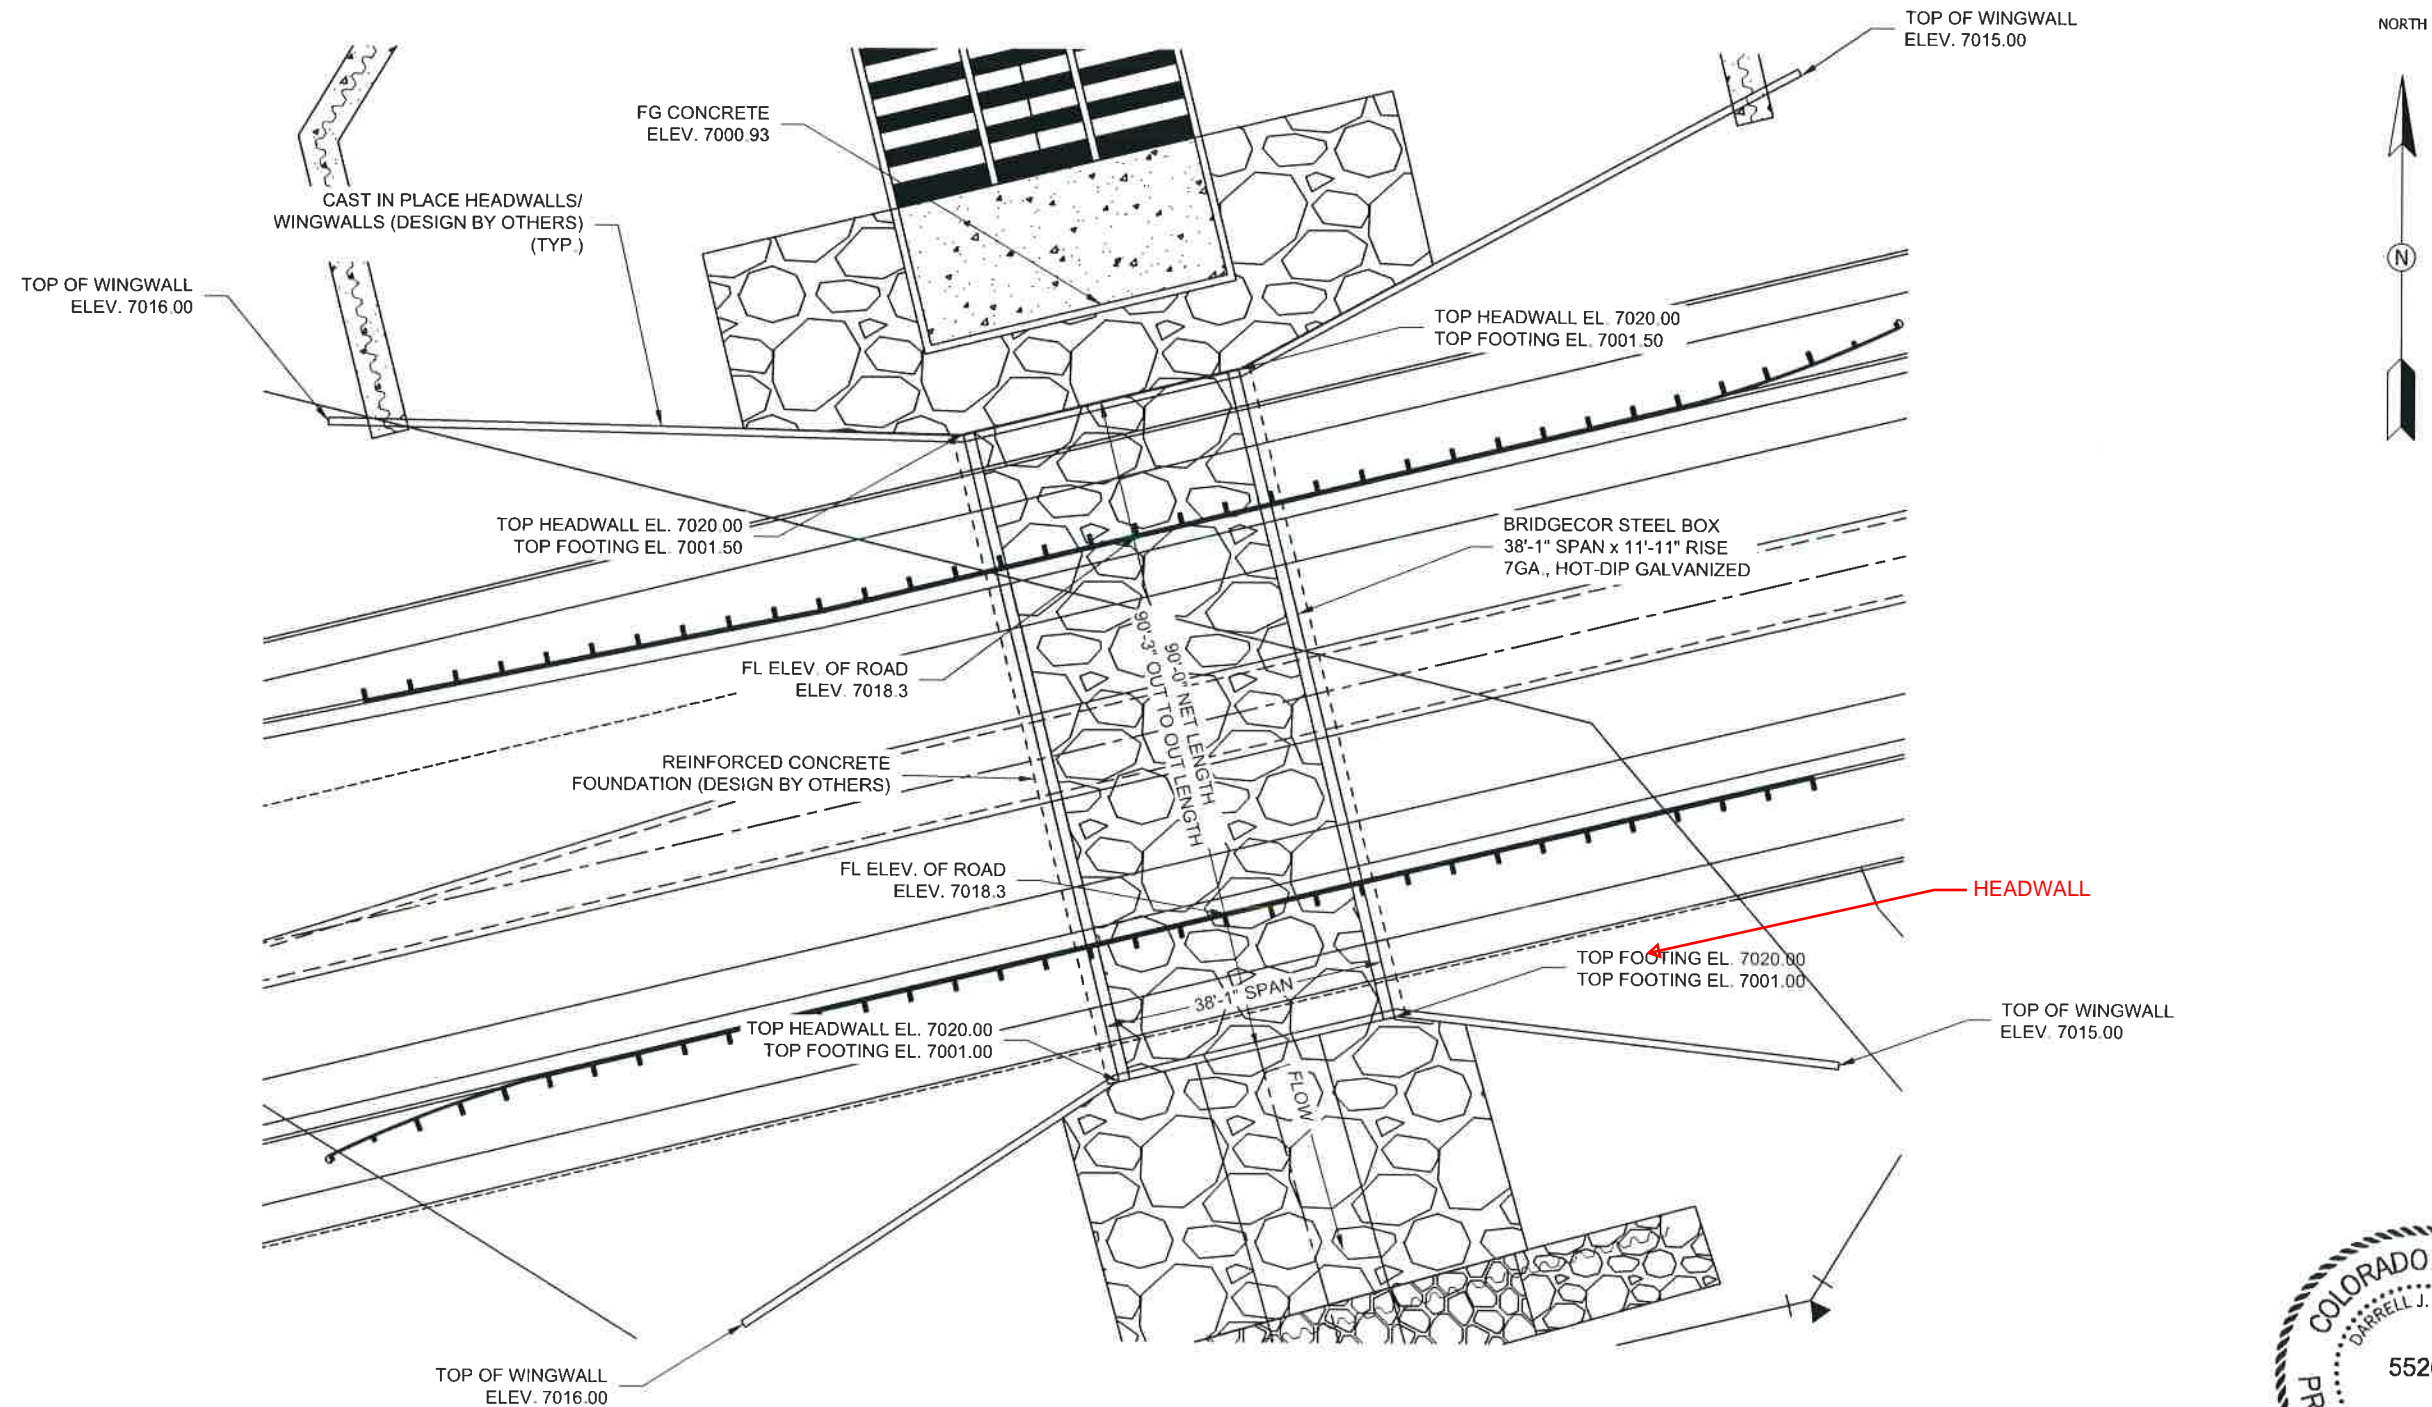 TOP OF WINGWALL
ELEV. 7015.00
NORTH
FG CONCRETE
ELEV. 7000.93
CAST IN PLACE HEADWALLS/
WINGWALLS (DESIGN BY OTHERS)
(TYP.)
TOP OF WINGWALL
ELEV. 7016.00
N
TOP HEADWALL EL. 7020.00
TOP FOOTING EL. 7001.50
TOP HEADWALL EL. 7020.00
TOP FOOTING EL. 7001.50
BRIDGECOR STEEL BOX
38'-1" SPAN x 11'-11" RISE
7GA., HOT-DIP GALVANIZED
90'-0" NET LENGTH
90'-3" OUT TO OUT LENGTH
FL ELEV. OF ROAD
ELEV. 7018.3
REINFORCED CONCRETE
FOUNDATION (DESIGN BY OTHERS)
FL ELEV. OF ROAD
ELEV. 7018.3
HEADWALL
TOP FOOTING EL. 7020.00
TOP FOOTING EL. 7001.00
38'-1" SPAN
TOP HEADWALL EL. 7020.00
TOP FOOTING EL. 7001.00
TOP OF WINGWALL
ELEV. 7015.00
FLOW
TOP OF WINGWALL
ELEV. 7016.00
COLORADO
DARRELL J.
552
PR